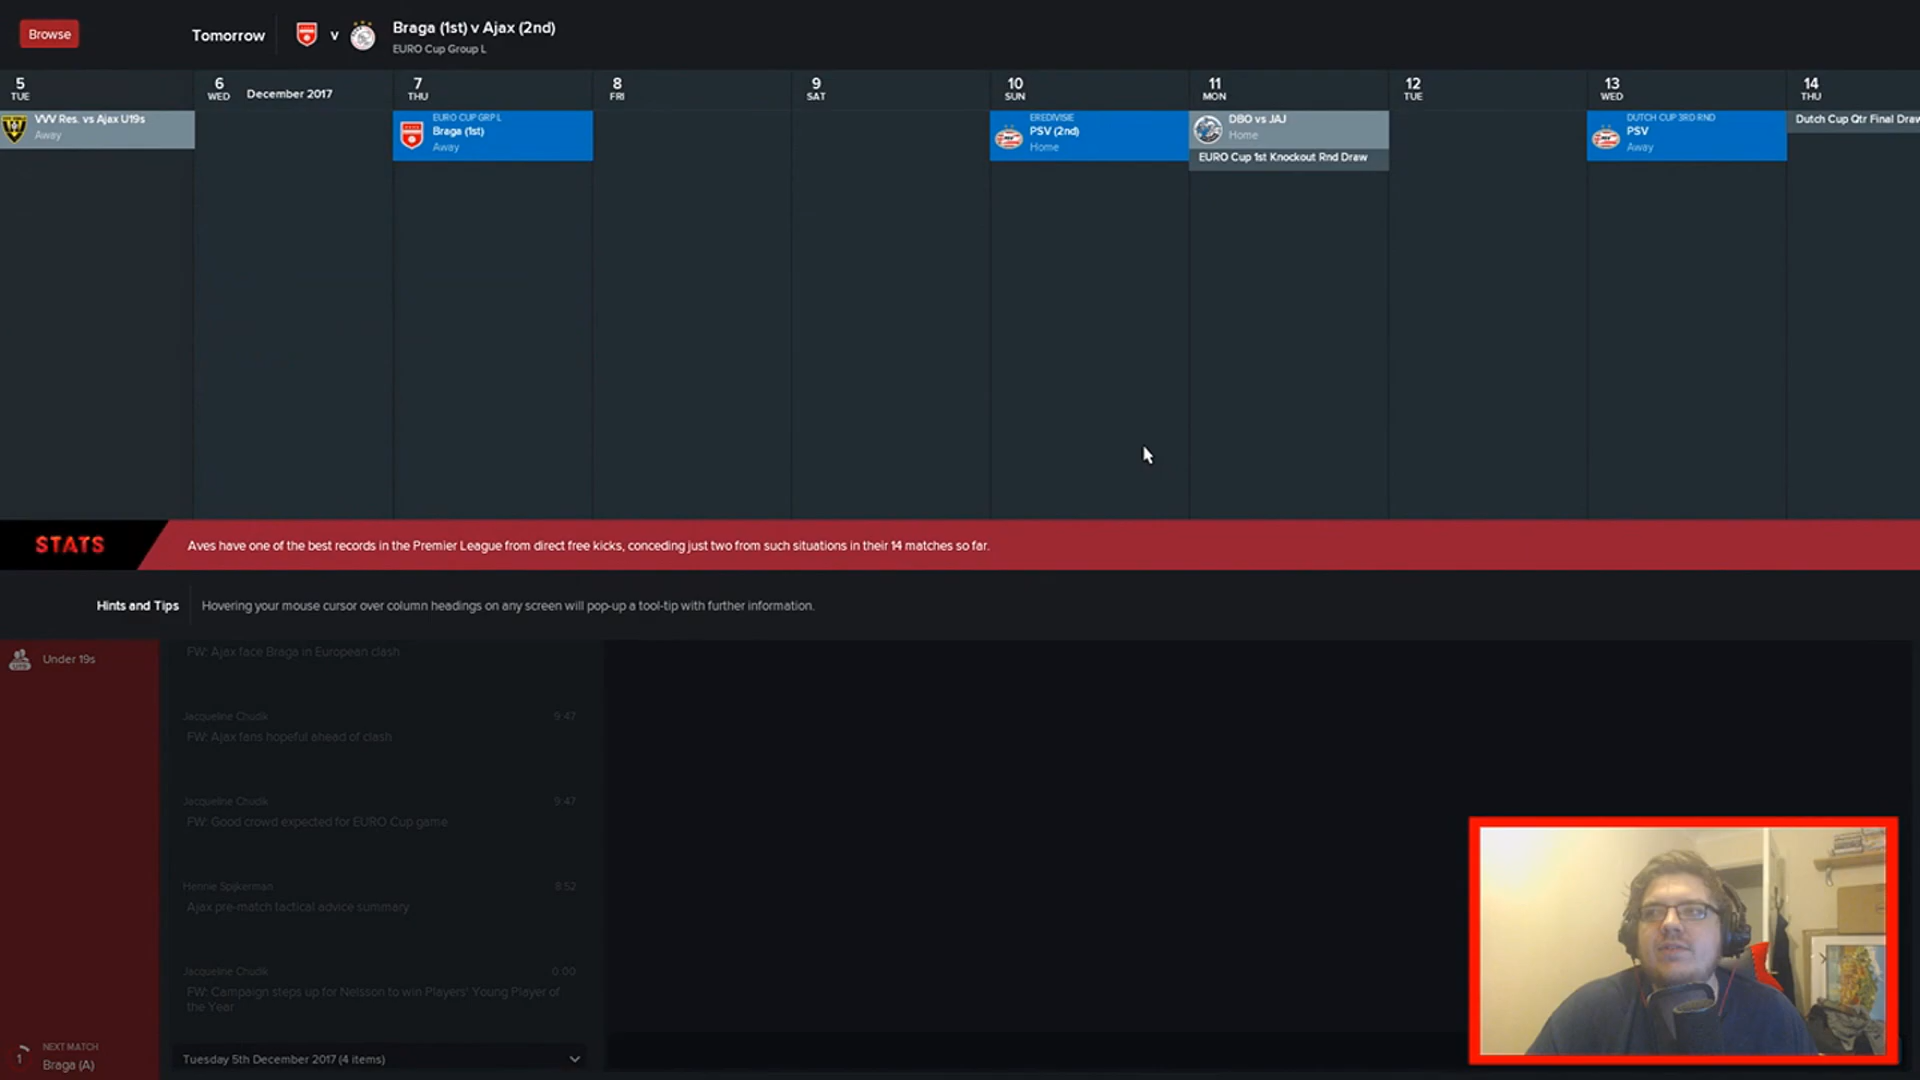 Browse
Tomorrow
v
Braga (1st) v Ajax (2nd)
EURO Cup Group L
5
TUE
6
WED
December 2017
7
THU
8
FRI
9
SAT
10
SUN
11
MON
12
TUE
13
WED
14
THU
VVV Res. vs Ajax U19s
Away
EURO CUP GRP L
Braga (1st)
Away
EREDIVISIE
PSV (2nd)
Home
DBO vs JAJ
Home
EURO Cup 1st Knockout Rnd Draw
DUTCH CUP 3RD RND
PSV
Away
Dutch Cup Qtr Final Draw
STATS
Aves have one of the best records in the Premier League from direct free kicks, conceding just two from such situations in their 14 matches so far.
Hints and Tips
Hovering your mouse cursor over column headings on any screen will pop-up a tool-tip with further information.
Under 19s
FW: Ajax face Braga in European clash
Jacqueline Chudik
9:47
FW: Ajax fans hopeful ahead of clash
Jacqueline Chudik
9:47
FW: Good crowd expected for EURO Cup game
Hennie Spijkerman
8:52
Ajax pre-match tactical advice summary
Jacqueline Chudik
0:00
FW: Campaign steps up for Nelsson to win Players' Young Player of
the Year
1
NEXT MATCH
Braga (A)
Tuesday 5th December 2017 (4 items)